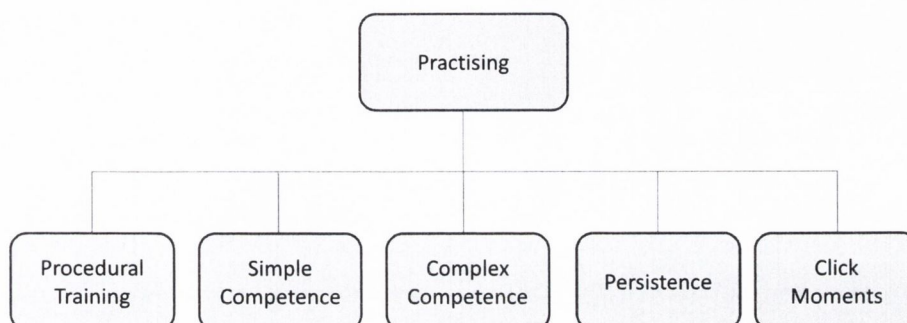 Practising
Procedural
Training
Simple
Competence
Complex
Competence
Persistence
Click
Moments